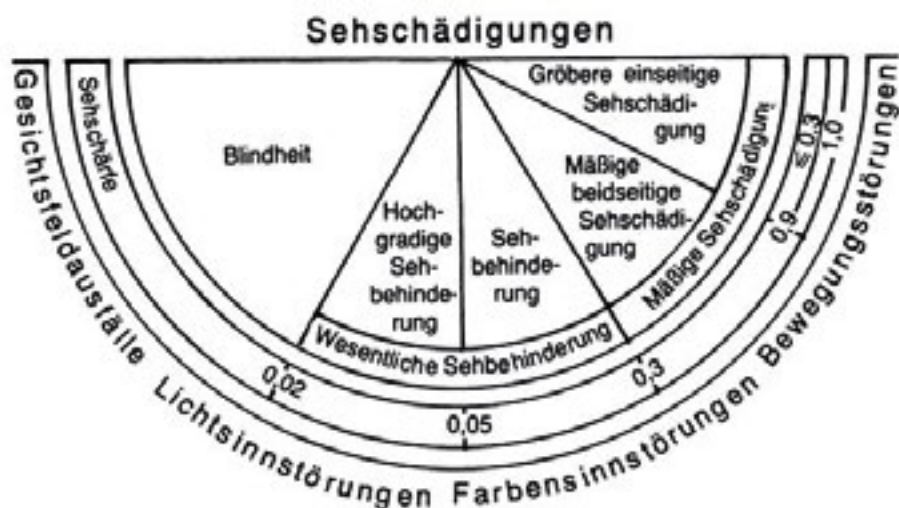 Sehschädigungen
Blindheit
Hoch-
gradige
Seh-
behinde-
rung
Seh-
behinde-
rung
Mäßige
beidseitige
Sehschädi-
gung
Gröbere einseitige
Sehschädi-
gung
Wesentliche Sehbehinderung
Mäßige Sehschädigung
Sehschärfe
0,02
0,05
0,3
0,9
≤ 0,3
1,0
Gesichtsfeldausfälle Lichtsinnstörungen Farbensinnstörungen Bewegungsstörungen